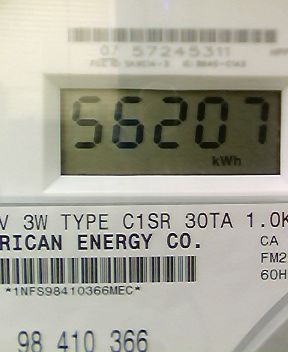 07 57245311
56207
kWh
V 3W TYPE C1SR 30TA 1.0K
RICAN ENERGY CO.
CA
FM2
60H
*1NFS98410366MEC*
98 410 366